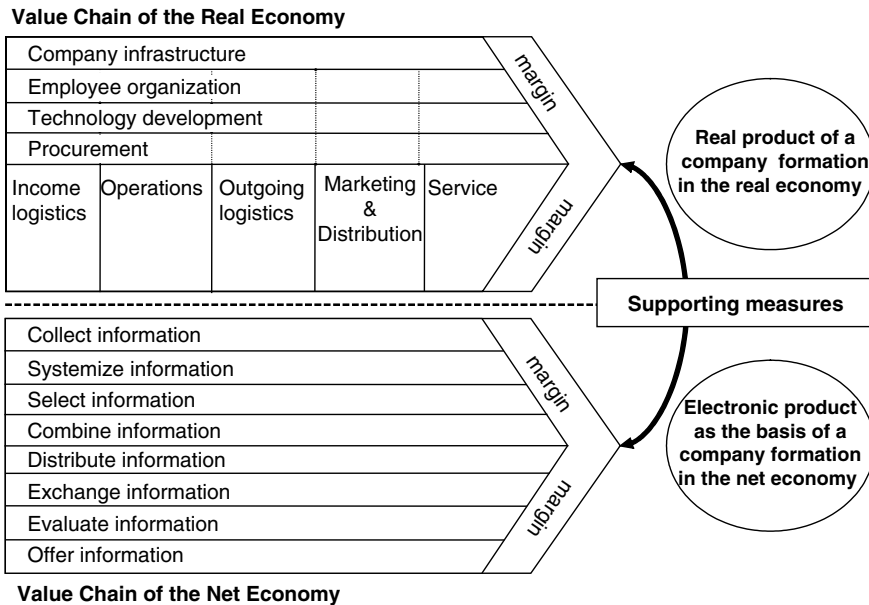 Value Chain of the Real Economy
Company infrastructure
Employee organization
Technology development
Procurement
Income
logistics
Operations
Outgoing
logistics
Marketing
&
Distribution
Service
margin
margin
Real product of a
company formation
in the real economy
Supporting measures
Collect information
Systemize information
Select information
Combine information
Distribute information
Exchange information
Evaluate information
Offer information
margin
margin
Electronic product
as the basis of a
company formation
in the net economy
Value Chain of the Net Economy